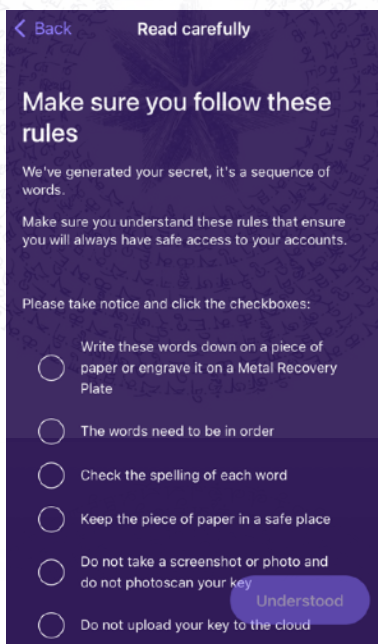 Back
Read carefully
Make sure you follow these
rules
We've generated your secret, it's a sequence of
words.
Make sure you understand these rules that ensure
you will always have safe access to your accounts.
Please take notice and click the checkboxes:
Write these words down on a piece of
paper or engrave it on a Metal Recovery
Plate
The words need to be in order
Check the spelling of each word
Keep the piece of paper in a safe place
Do not take a screenshot or photo and
do not photoscan your key
Understood
Do not upload your key to the cloud